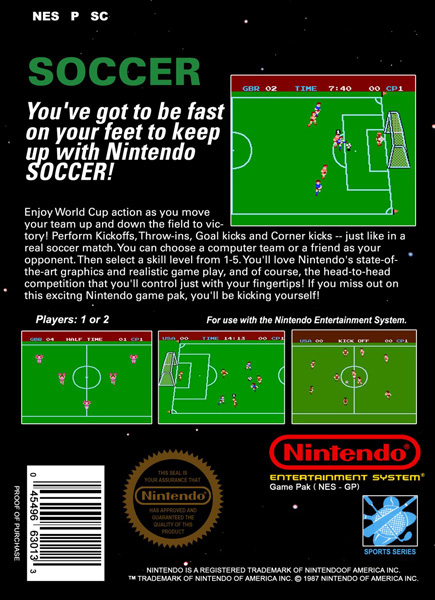 NES P SC
SOCCER
You've got to be fast
on your feet to keep
up with Nintendo
SOCCER!
GBR 02 TIME 7:40 00 CP1
Enjoy World Cup action as you move
your team up and down the field to vic-
tory! Perform Kickoffs, Throw-ins, Goal kicks and Corner kicks -- just like in a
real soccer match. You can choose a computer team or a friend as your
opponent. Then select a skill level from 1-5. You'll love Nintendo's state-of-
the-art graphics and realistic game play, and of course, the head-to-head
competition that you'll control just with your fingertips! If you miss out on
this excitng Nintendo game pak, you'll be kicking yourself!
Players: 1 or 2
For use with the Nintendo Entertainment System.
GBR 04 HALF TIME 01 CP1
USA 00 TIME 14:13 00 CP1
USA 00 KICK OFF 00 CP1
PROOF OF PURCHASE
0 45496 63013 3
THIS SEAL IS
YOUR ASSURANCE THAT
Nintendo
HAS APPROVED AND
GUARANTEED THE
QUALITY OF THIS
PRODUCT.
Nintendo®
ENTERTAINMENT SYSTEM®
Game Pak ( NES - GP)
SPORTS SERIES
NINTENDO IS A REGISTERED TRADEMARK OF NINTENDOOF AMERICA INC.
™ TRADEMARK OF NINTENDO OF AMERICA INC. © 1987 NINTENDO OF AMERICA INC.